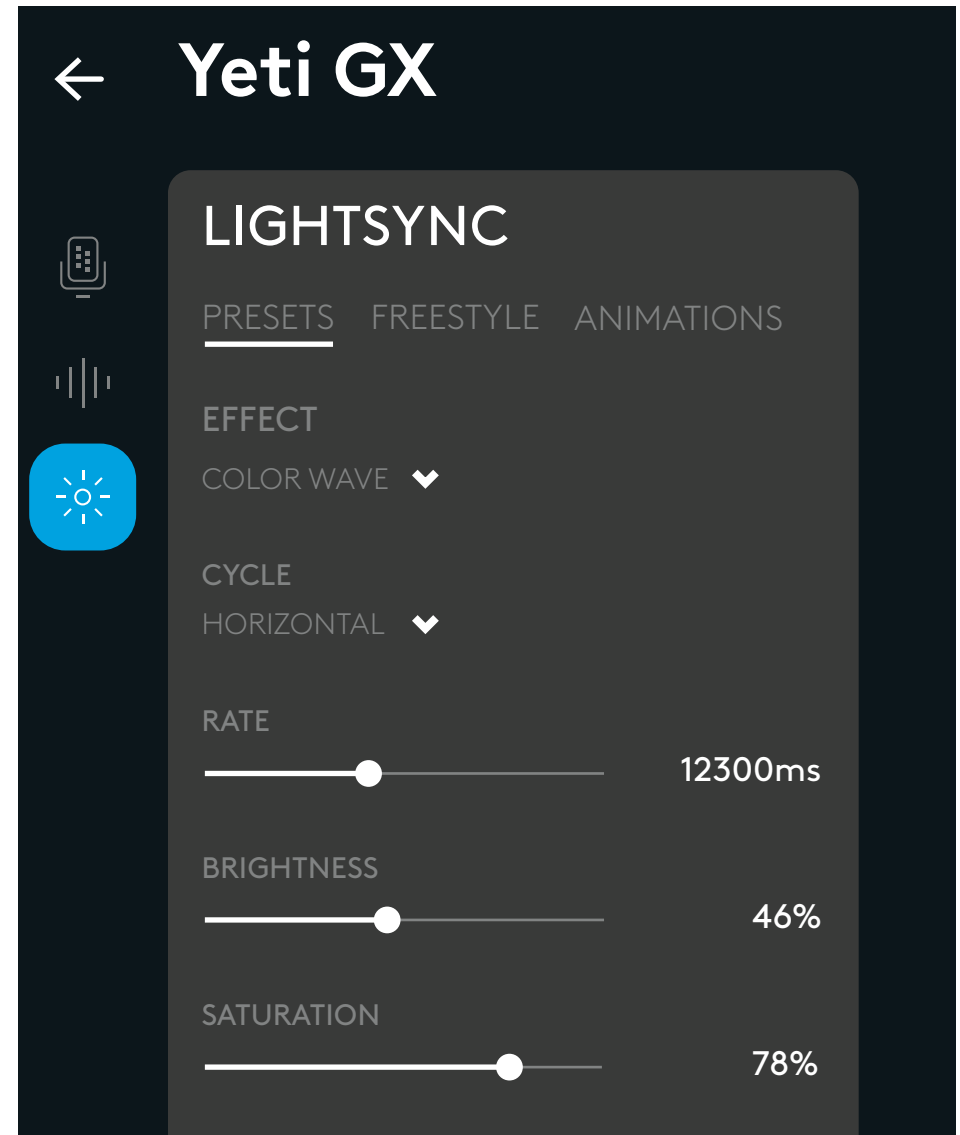 Yeti GX
LIGHTSYNC
PRESETS FREESTYLE ANIMATIONS
EFFECT
COLOR WAVE
CYCLE
HORIZONTAL
RATE
12300ms
BRIGHTNESS
46%
SATURATION
78%